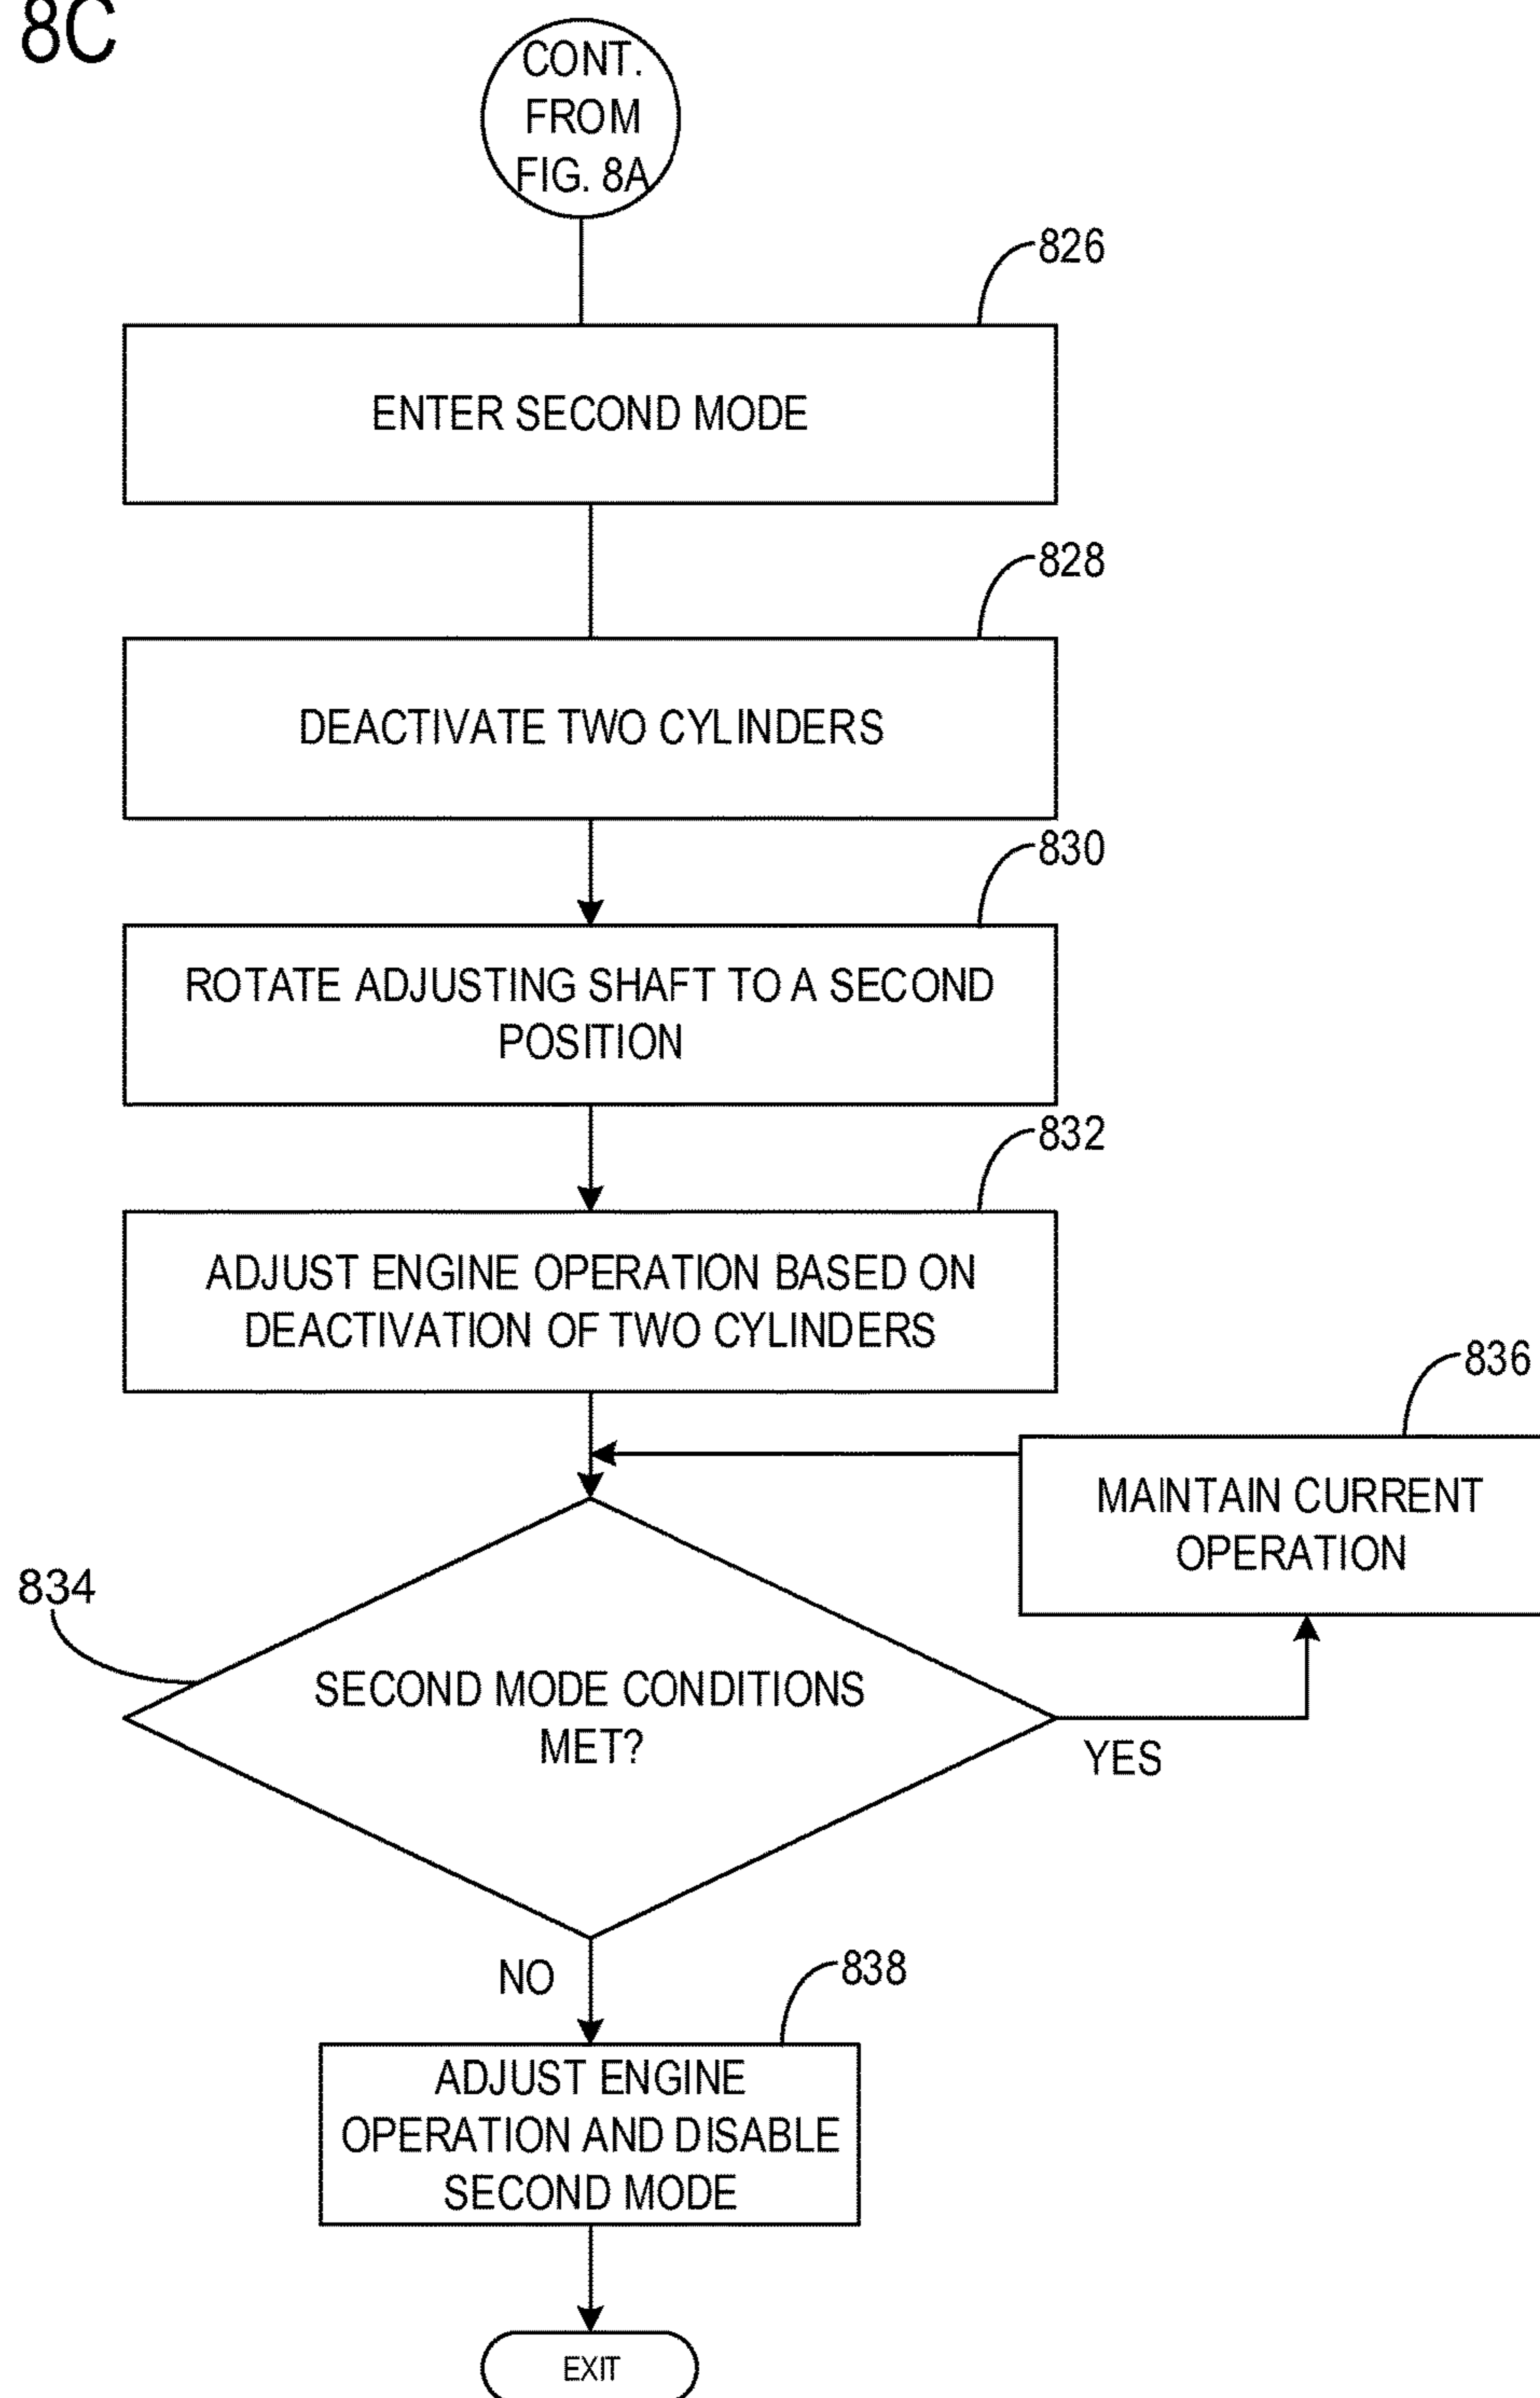 8C
CONT.
FROM
FIG. 8A
826
ENTER SECOND MODE
828
DEACTIVATE TWO CYLINDERS
830
ROTATE ADJUSTING SHAFT TO A SECOND
POSITION
832
ADJUST ENGINE OPERATION BASED ON
DEACTIVATION OF TWO CYLINDERS
836
MAINTAIN CURRENT
OPERATION
834
SECOND MODE CONDITIONS
MET?
YES
NO
838
ADJUST ENGINE
OPERATION AND DISABLE
SECOND MODE
EXIT